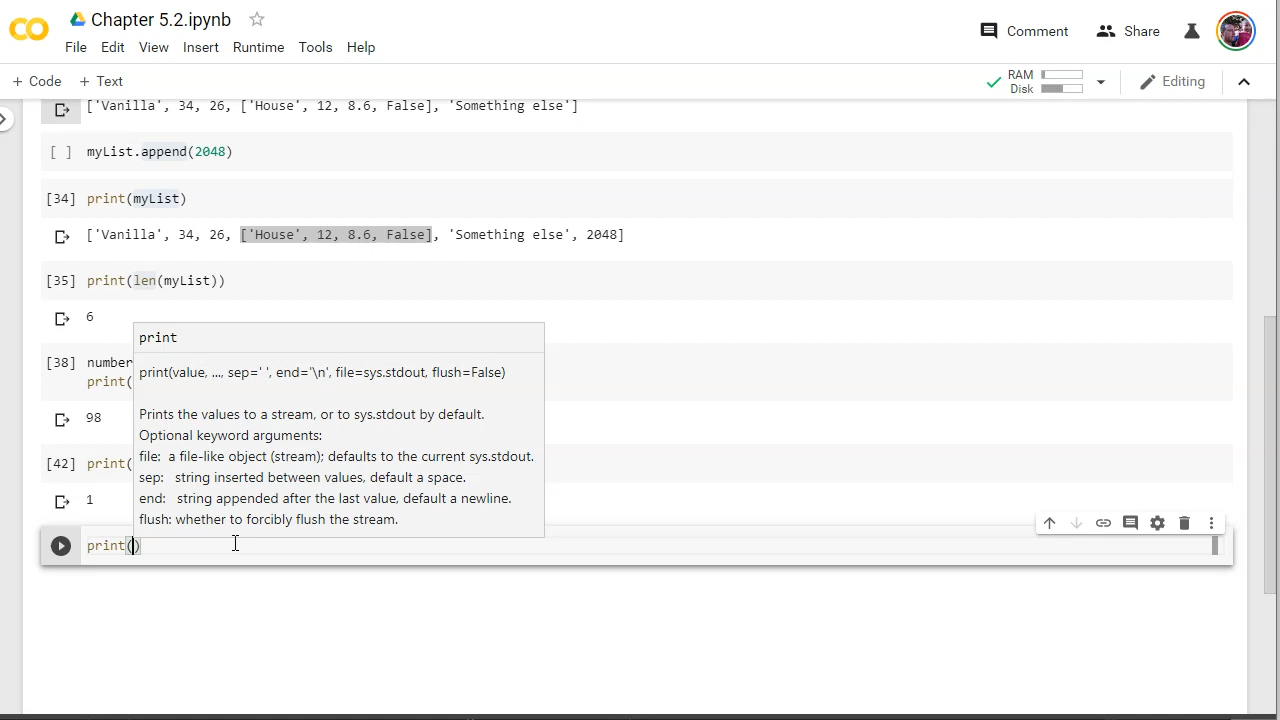 Chapter 5.2.ipynb
File Edit View Insert Runtime Tools Help
Comment Share
+ Code + Text
RAM
Disk
Editing
['Vanilla', 34, 26, ['House', 12, 8.6, False], 'Something else']
[ ] myList.append(2048)
[34] print(myList)
['Vanilla', 34, 26, ['House', 12, 8.6, False], 'Something else', 2048]
[35] print(len(myList))
6
[38] number
print(
98
[42] print(
1
print
print(value, ..., sep=' ', end='\n', file=sys.stdout, flush=False)
Prints the values to a stream, or to sys.stdout by default.
Optional keyword arguments:
file: a file-like object (stream); defaults to the current sys.stdout.
sep: string inserted between values, default a space.
end: string appended after the last value, default a newline.
flush: whether to forcibly flush the stream.
print()